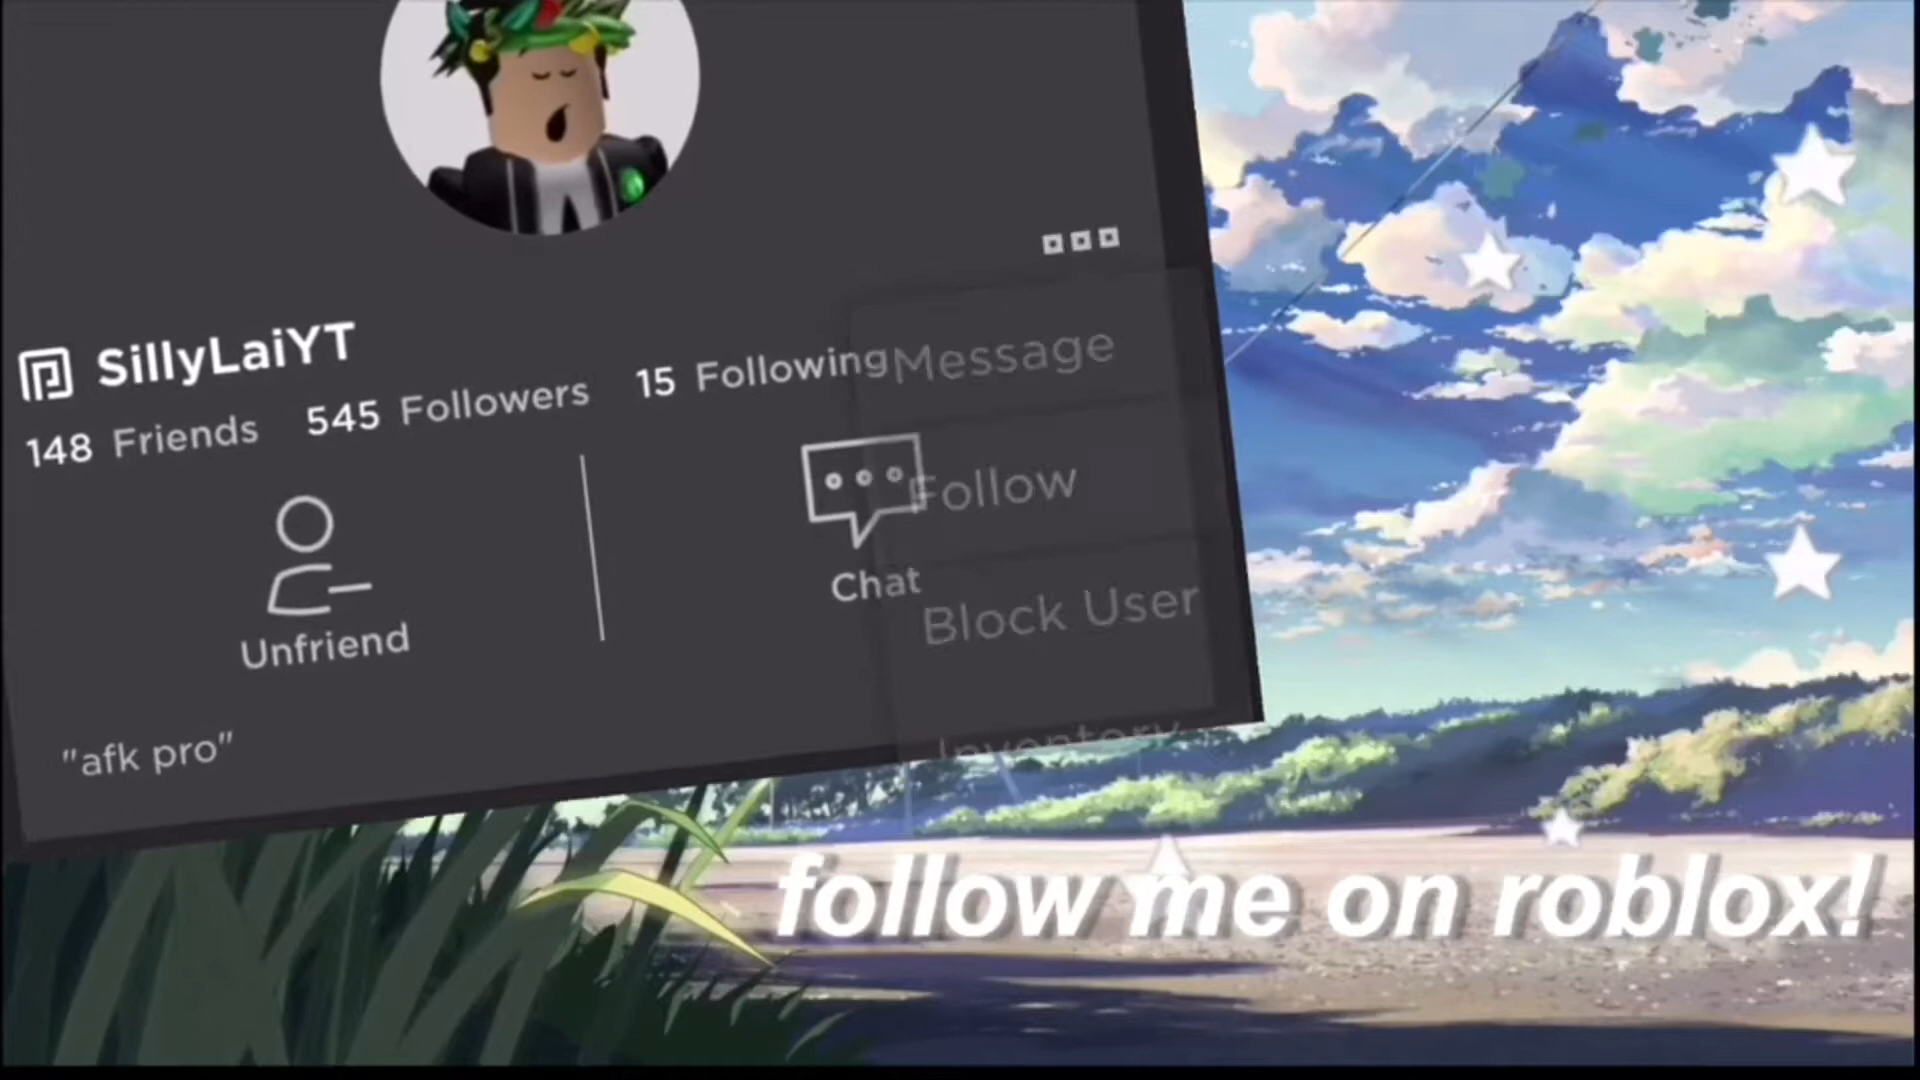 SillyLaiYT
148 Friends 545 Followers 15 Following
Message
Follow
Chat
Block User
Unfriend
Inventory
"afk pro"
follow me on roblox!